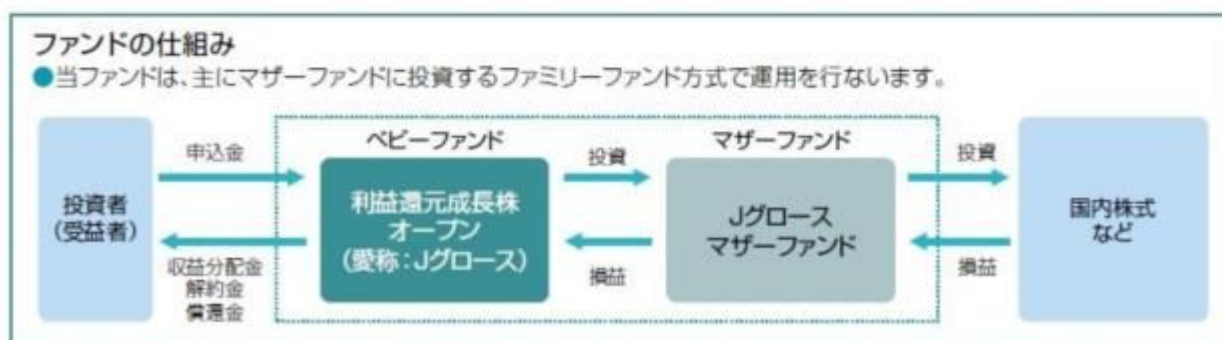 ファンドの仕組み
●当ファンドは、主にマザーファンドに投資するファミリーファンド方式で運用を行ないます。
投資者
(受益者)
申込金
収益分配金
解約金
償還金
ベビーファンド
利益還元成長株
オープン
(愛称:Jグロース)
投資
損益
マザーファンド
Jグロース
マザーファンド
投資
損益
国内株式
など